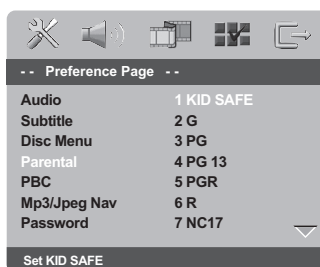 - -  Preference Page  - -
Audio 1 KID SAFE
Subtitle 2 G
Disc Menu 3 PG
Parental 4 PG 13
PBC 5 PGR
Mp3/Jpeg Nav 6 R
Password 7 NC17
Set KID SAFE